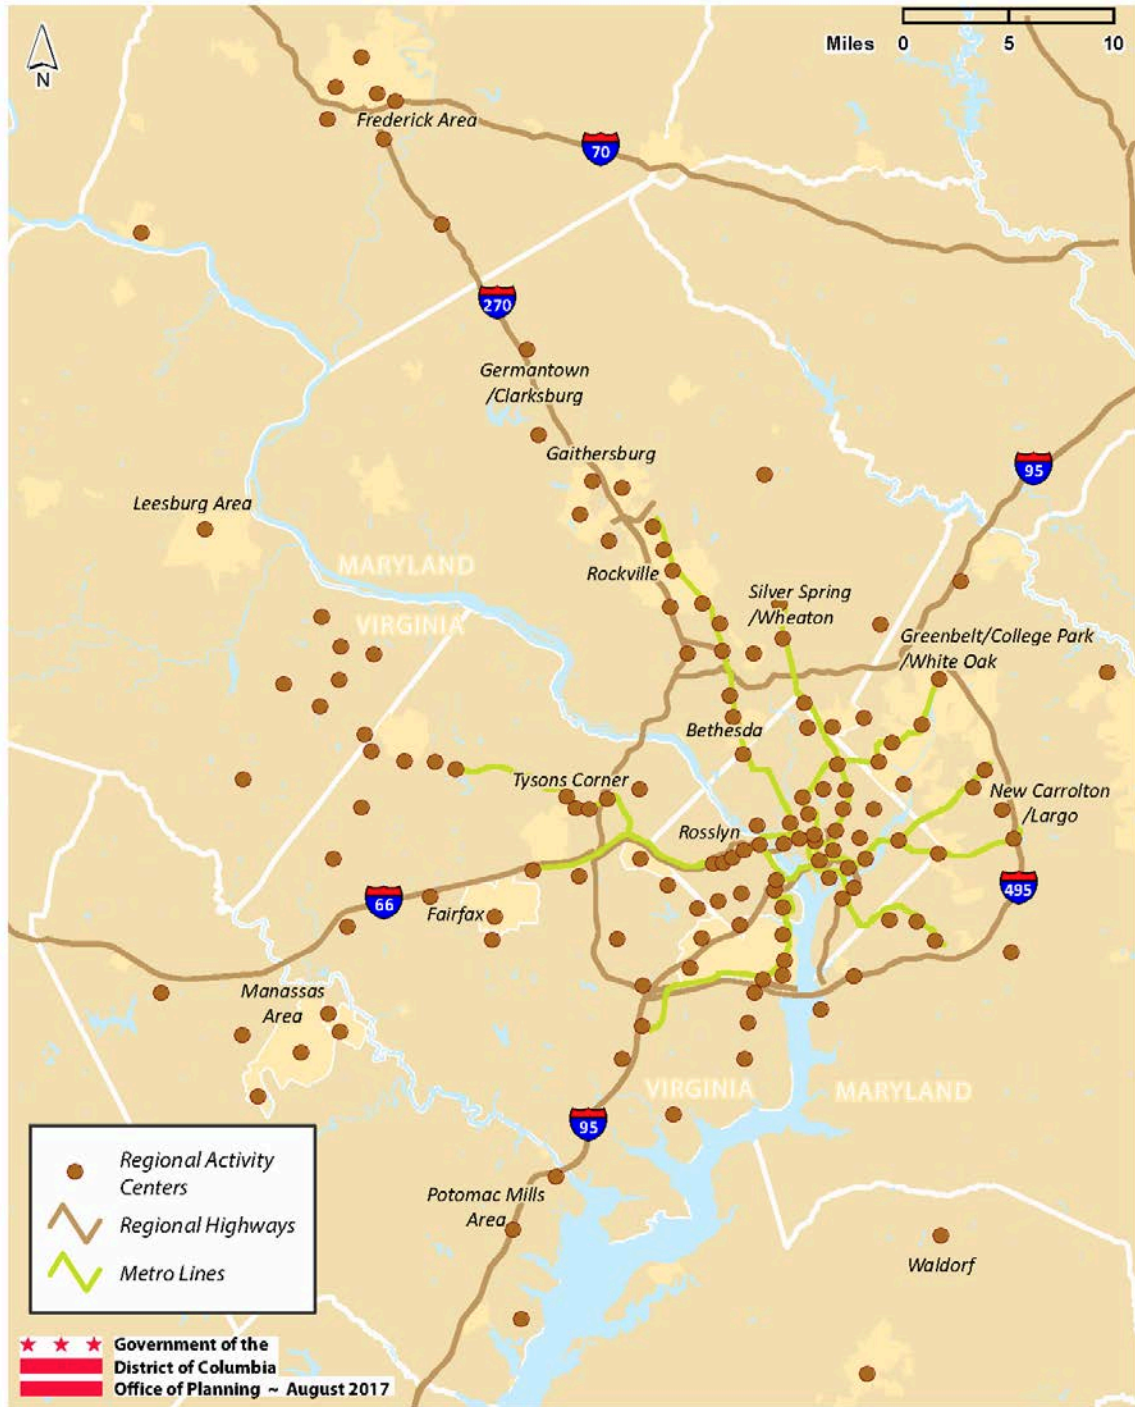 Miles 0 5 10
N
Frederick Area
70
270
Germantown
/Clarksburg
Gaithersburg
95
Leesburg Area
MARYLAND
VIRGINIA
Rockville
Silver Spring
/Wheaton
Greenbelt/College Park
/White Oak
Bethesda
Tysons Corner
New Carrolton
/Largo
Rosslyn
66
Fairfax
495
Manassas
Area
VIRGINIA
MARYLAND
95
Regional Activity
Centers
Regional Highways
Metro Lines
Potomac Mills
Area
Waldorf
Government of the
District of Columbia
Office of Planning ~ August 2017